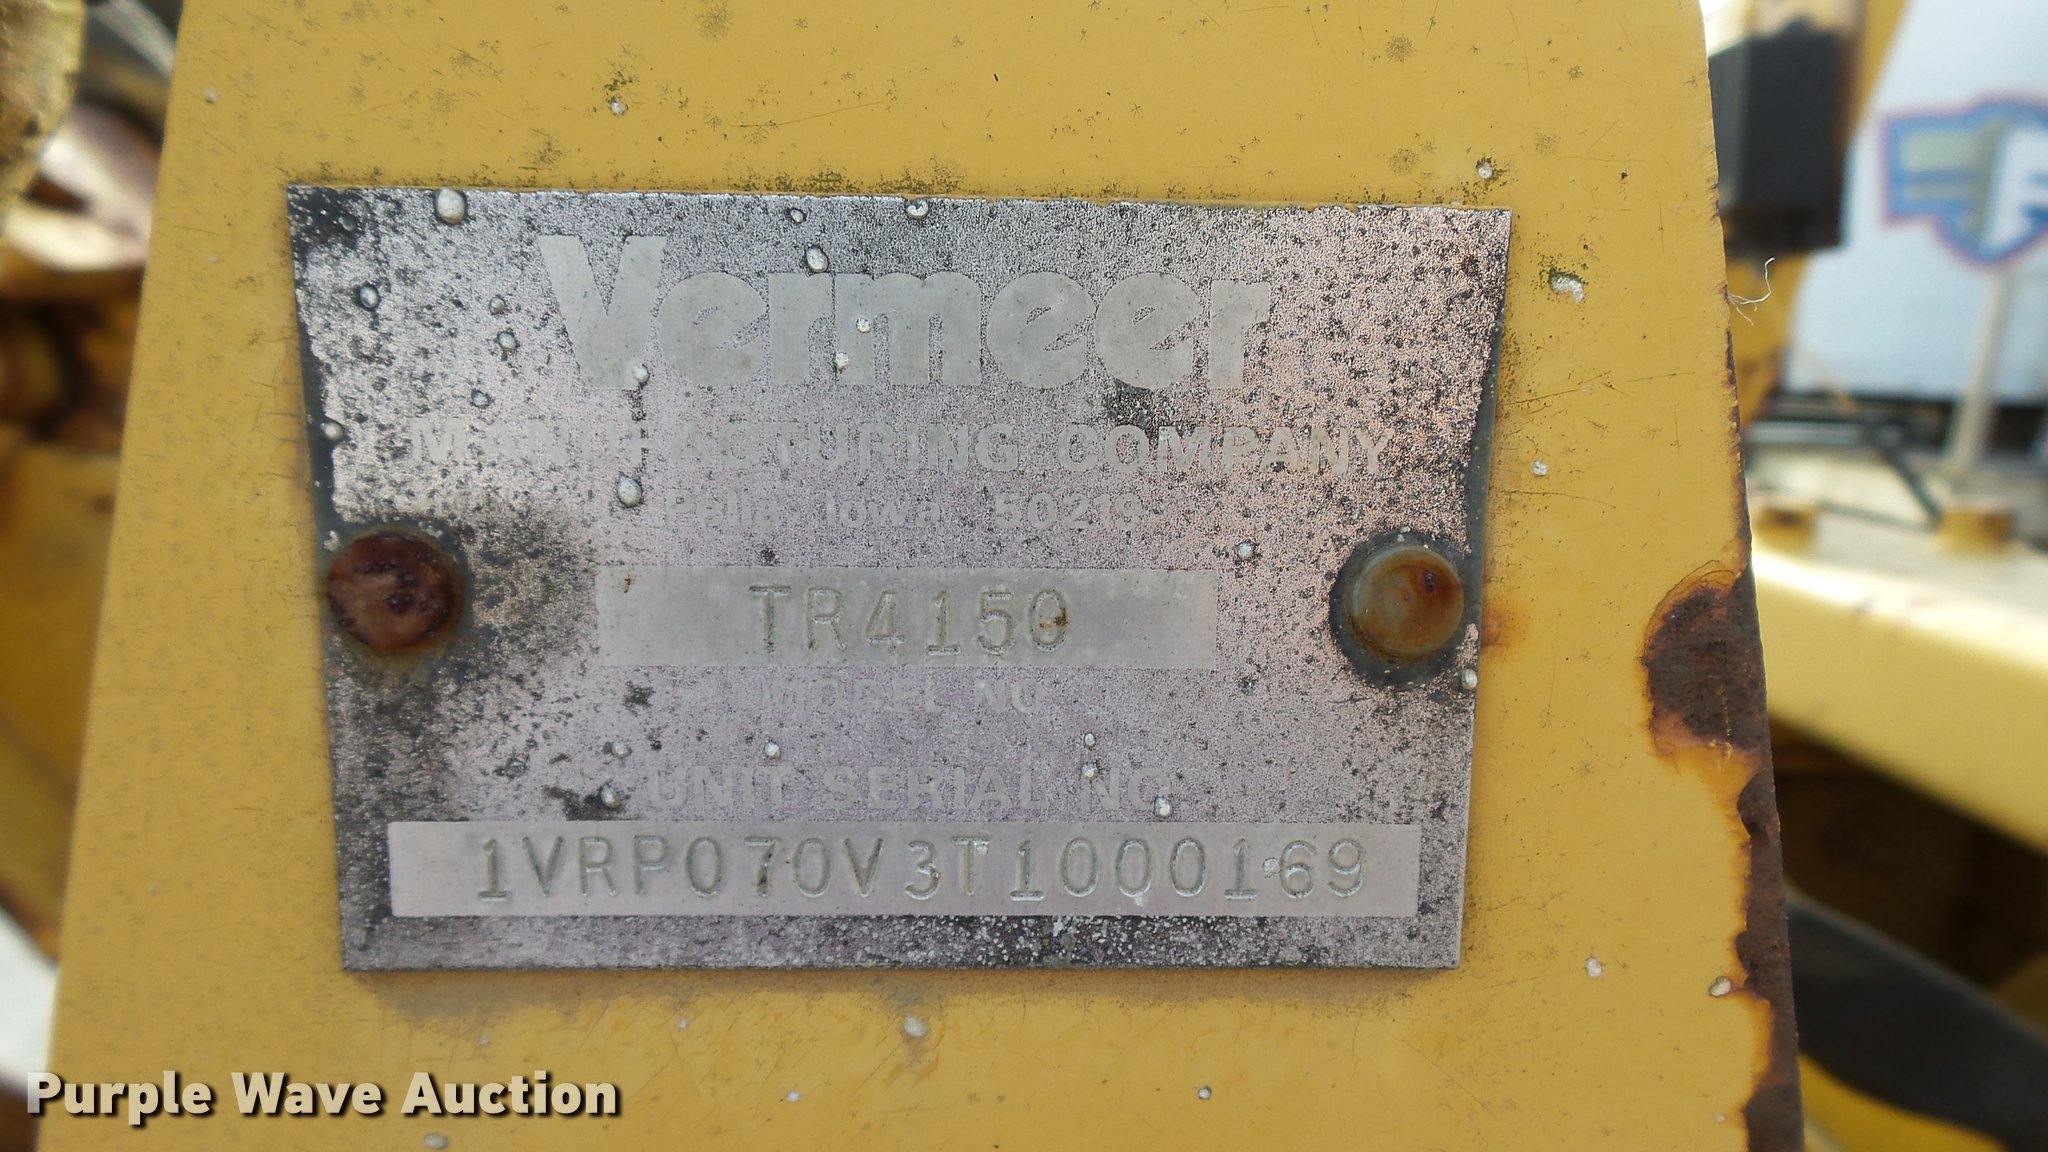 Vermeer
MANUFACTURING COMPANY
Pella, Iowa 50219
TR4150
MODEL NO.
UNIT SERIAL NO.
1VRP070V3T1000169
Purple Wave Auction